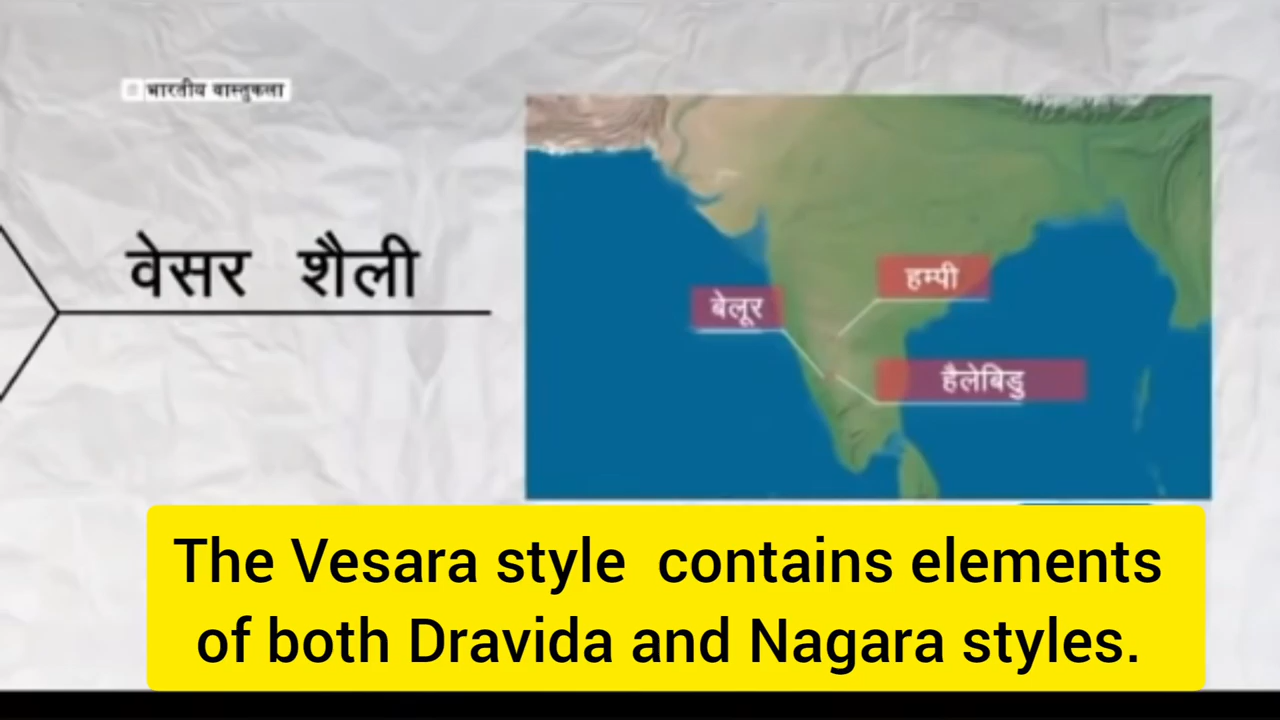 भारतीय वास्तुकला
वेसर शैली
हम्पी
बेलूर
हैलेबिडु
The Vesara style contains elements
of both Dravida and Nagara styles.